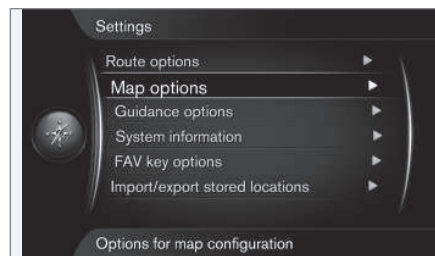 Settings
Route options
Map options
Guidance options
System information
FAV key options
Import/export stored locations
Options for map configuration